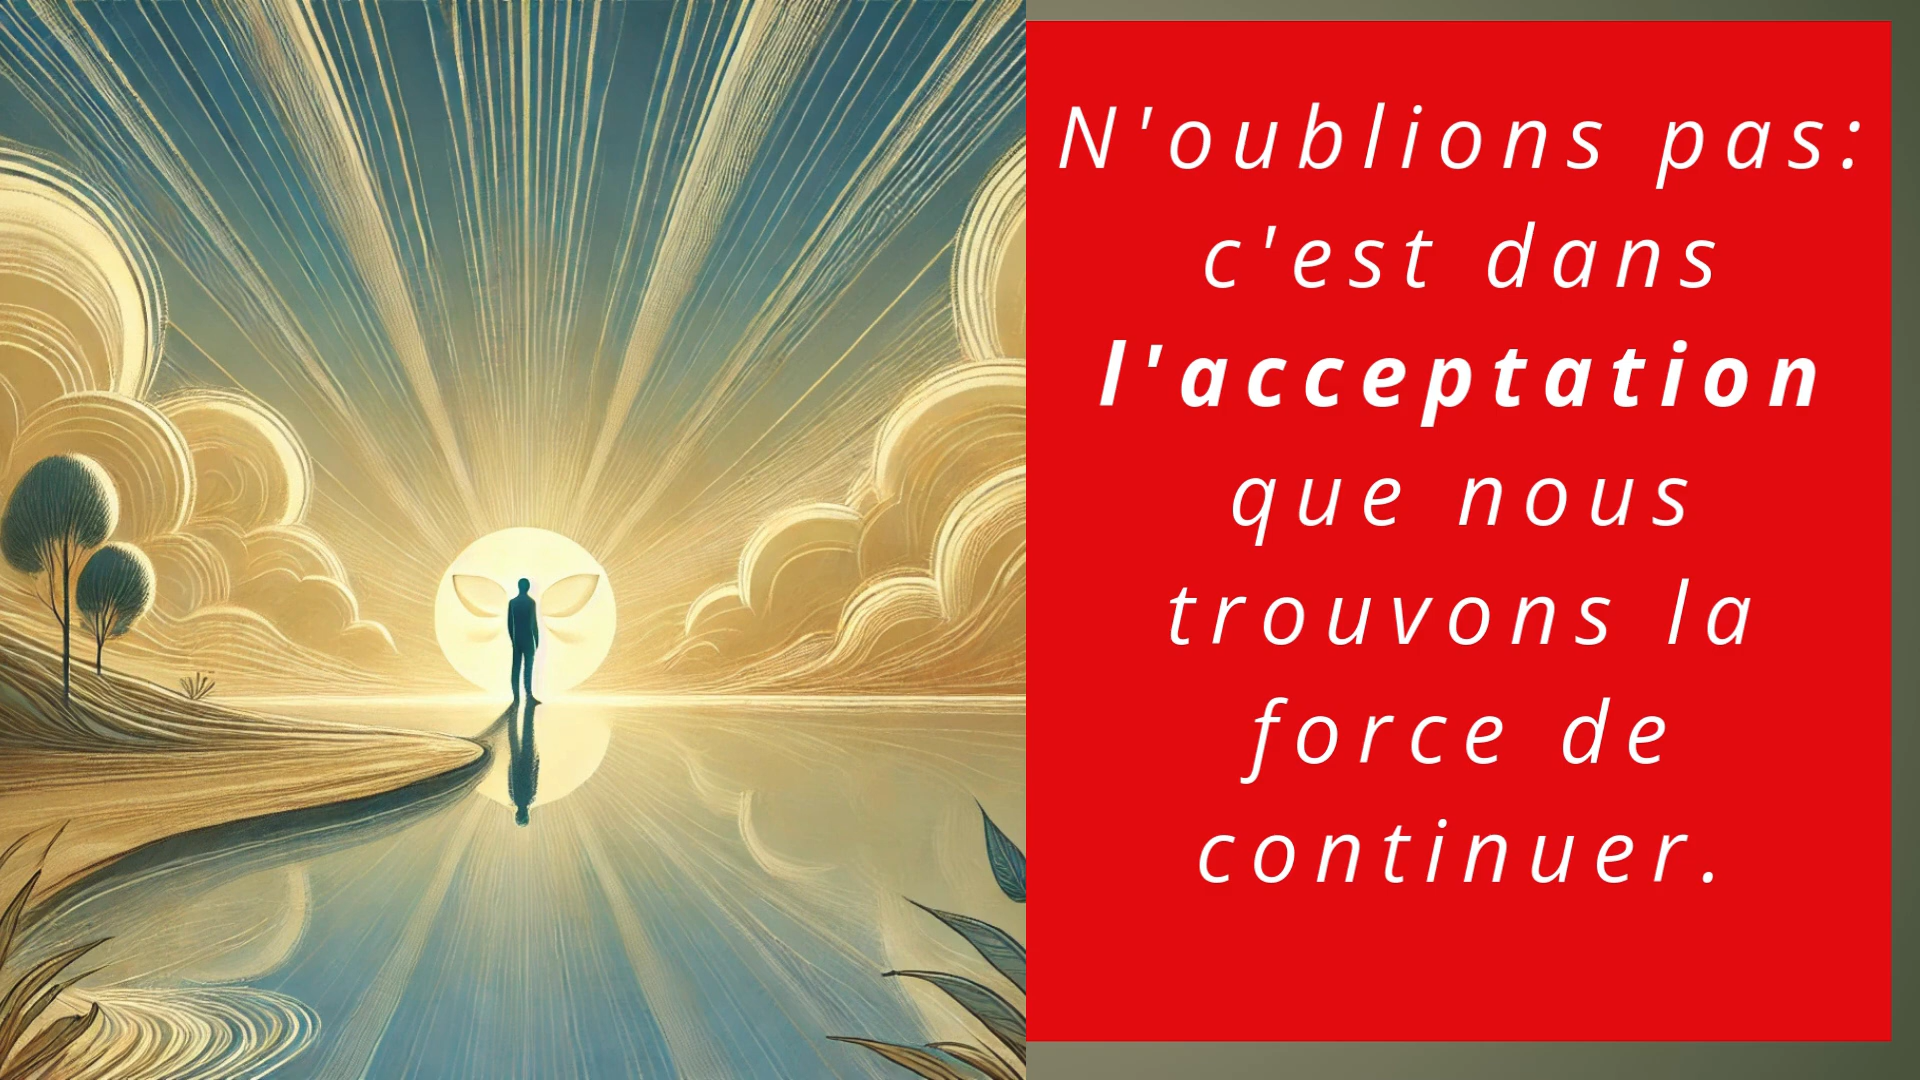 N'oublions pas:
c'est dans
l'acceptation
que nous
trouvons la
force de
continuer.